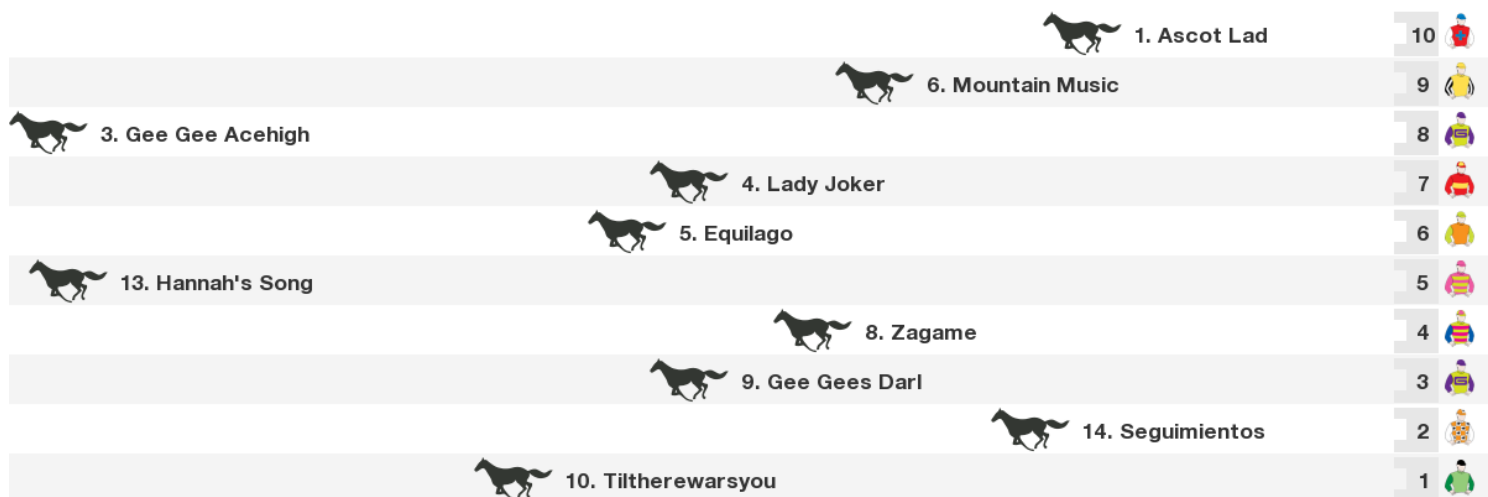 1. Ascot Lad 10
6. Mountain Music 9
3. Gee Gee Acehigh 8
4. Lady Joker 7
5. Equilago 6
13. Hannah's Song 5
8. Zagame 4
9. Gee Gees Darl 3
14. Seguimientos 2
10. Tiltherewarsyou 1